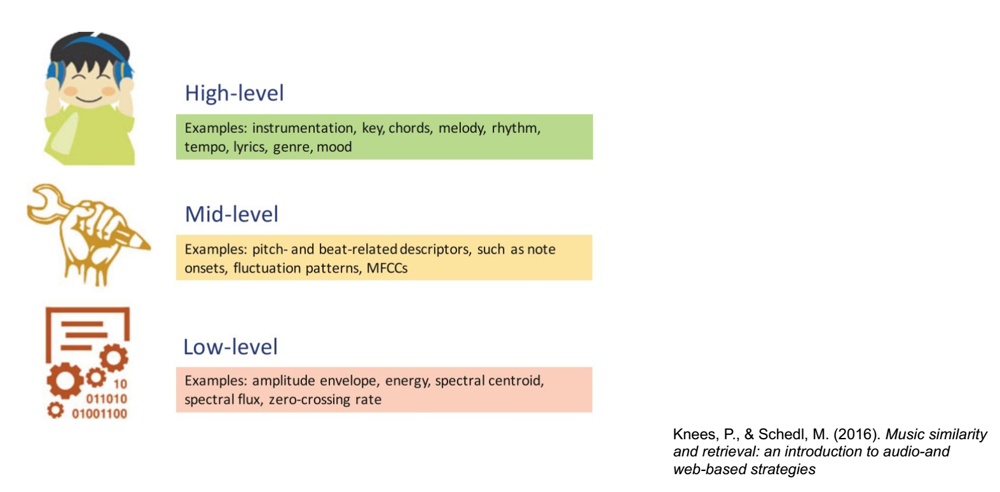 High-level
Examples: instrumentation, key, chords, melody, rhythm,
tempo, lyrics, genre, mood
Mid-level
Examples: pitch- and beat-related descriptors, such as note
onsets, fluctuation patterns, MFCCs
10
011010
01001100
Low-level
Examples: amplitude envelope, energy, spectral centroid,
spectral flux, zero-crossing rate
Knees, P., & Schedl, M. (2016). Music similarity
and retrieval: an introduction to audio-and
web-based strategies